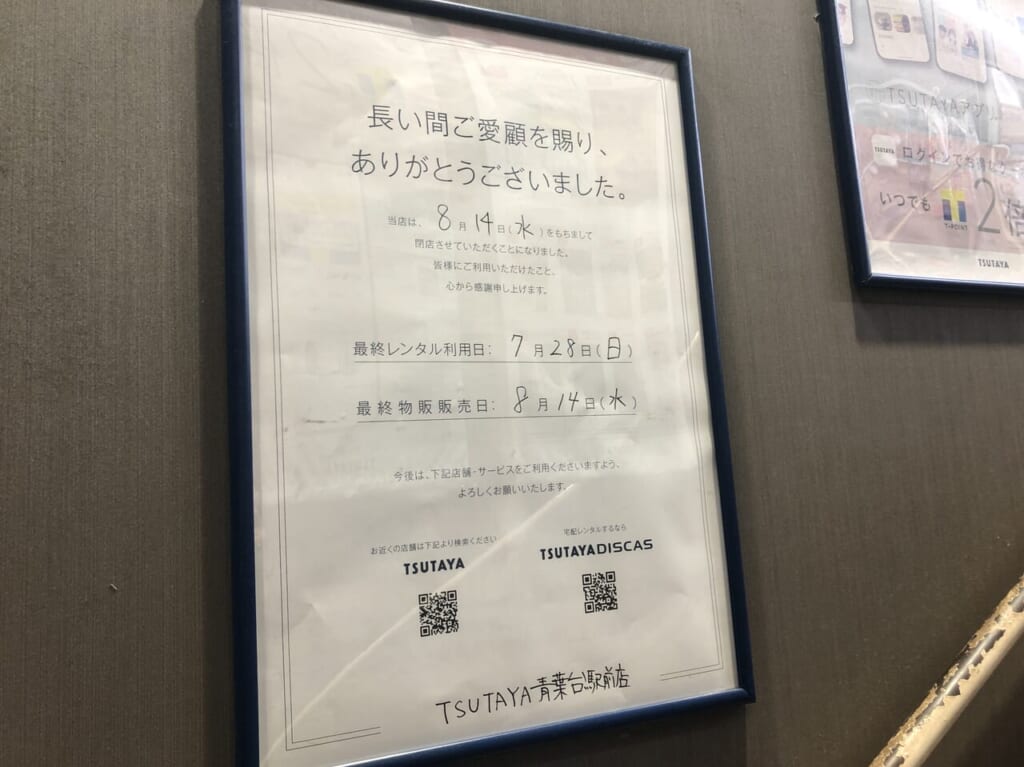 長い間ご愛顧を賜り、
ありがとうございました。
当店は、 8月14日(水)をもちまして
閉店させていただくことになりました。
皆様にご利用いただけたこと、
心から感謝申し上げます。
最終レンタル利用日: 7月28日(日)
最終物販販売日: 8月14日(水)
今後は、下記店舗・サービスをご利用くださいますよう、
よろしくお願いいたします。
お近くの店舗は下記より検索ください
TSUTAYA
宅配レンタルするなら
TSUTAYADISCAS
TSUTAYA青葉台駅前店
TSUTAYAアプリ
TSUTAYA
ログインで
いつでも
T-POINT
2倍
TSUTAYA